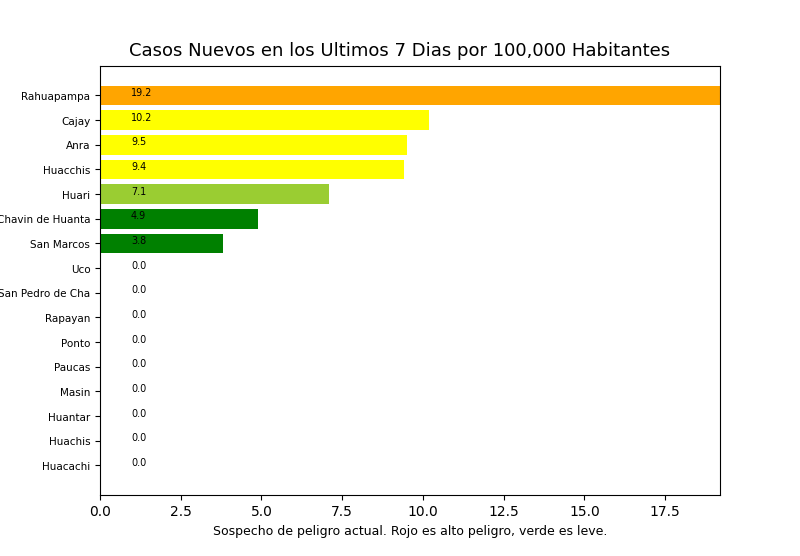 Casos Nuevos en los Ultimos 7 Dias por 100,000 Habitantes
Rahuapampa 19.2
Cajay 10.2
Anra 9.5
Huacchis 9.4
Huari 7.1
Chavin de Huanta 4.9
San Marcos 3.8
Uco 0.0
San Pedro de Cha 0.0
Rapayan 0.0
Ponto 0.0
Paucas 0.0
Masin 0.0
Huantar 0.0
Huachis 0.0
Huacachi 0.0
0.0 2.5 5.0 7.5 10.0 12.5 15.0 17.5
Sospecho de peligro actual. Rojo es alto peligro, verde es leve.